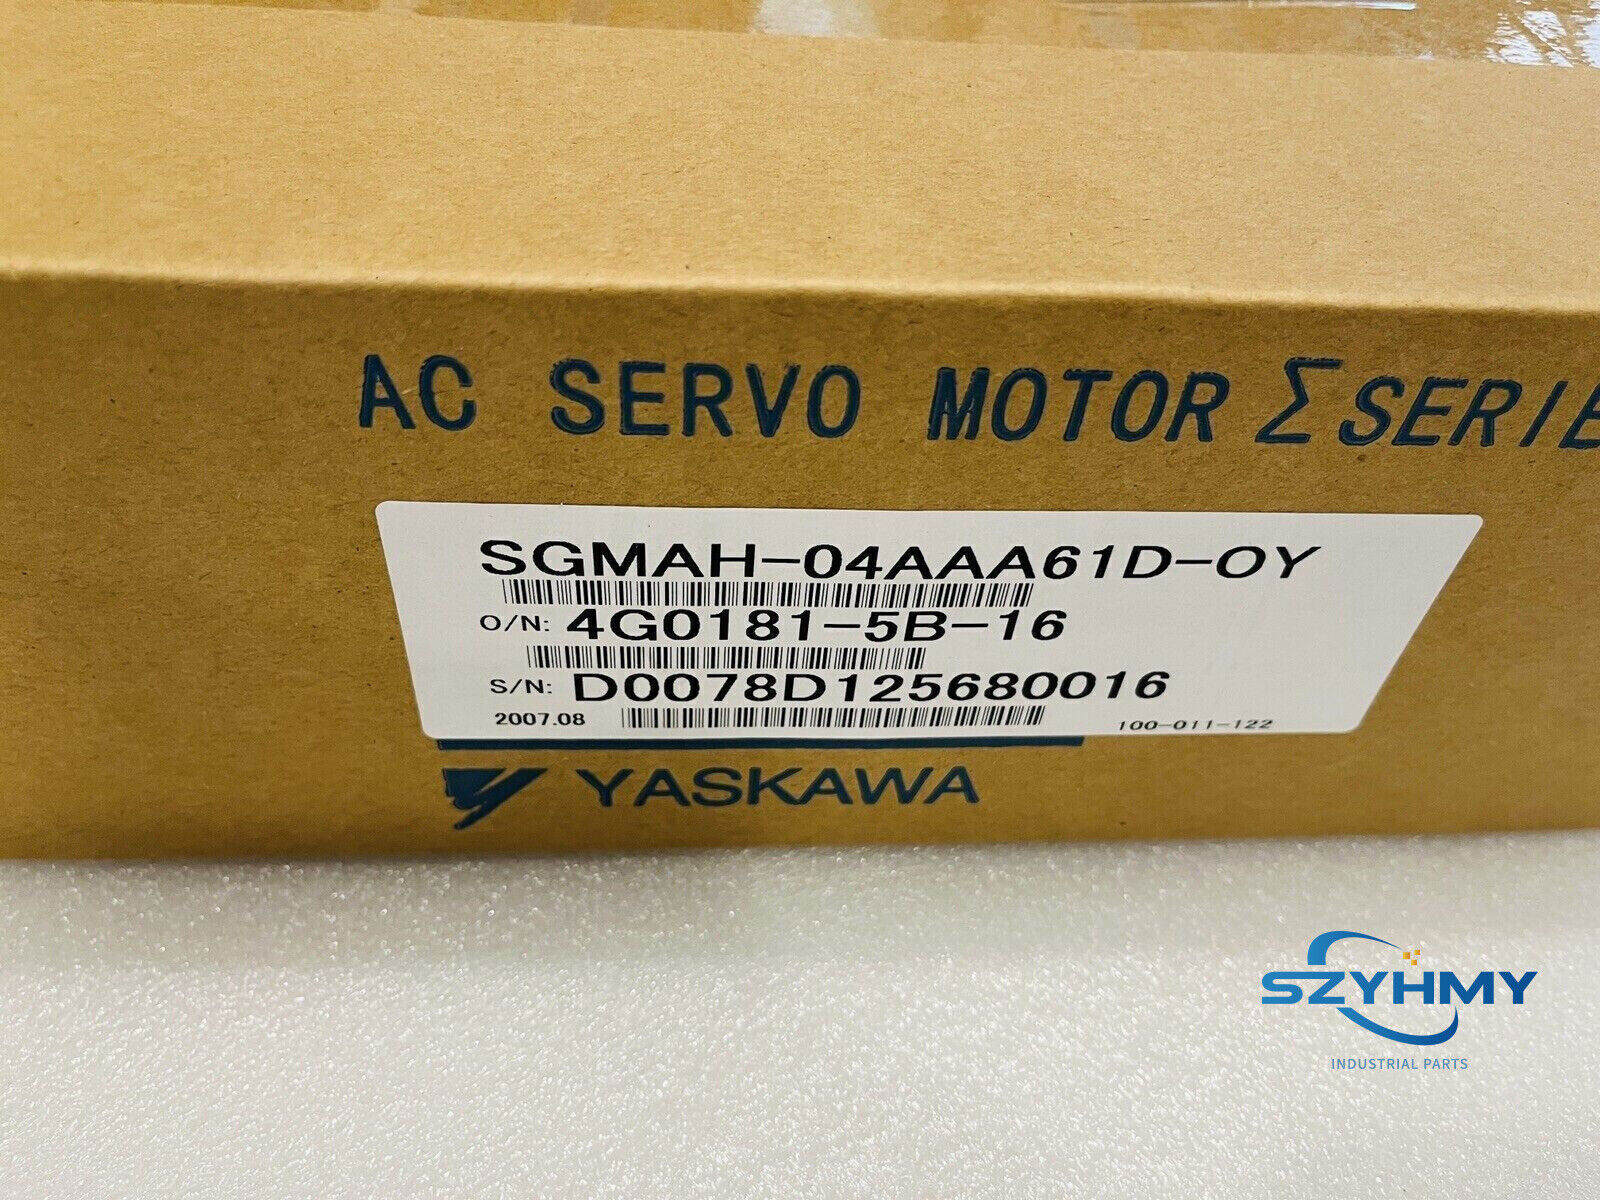 AC SERVO MOTOR Σ SERIE
SGMAH-04AAA61D-OY
O/N: 4G0181-5B-16
S/N: D0078D125680016
2007.08
100-011-122
YASKAWA
SZYHMY
INDUSTRIAL PARTS